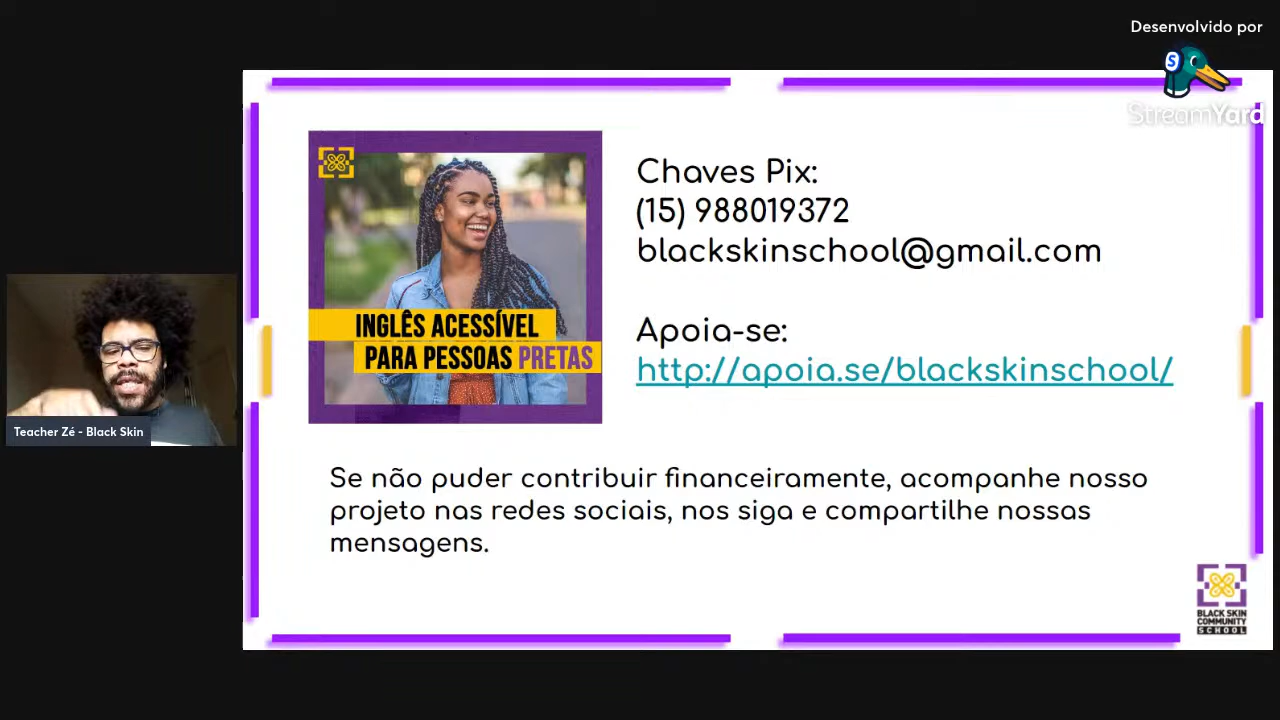 Desenvolvido por
StreamYard
INGLÊS ACESSÍVEL
PARA PESSOAS PRETAS
Chaves Pix:
(15) 988019372
blackskinschool@gmail.com
Apoia-se:
http://apoia.se/blackskinschool/
Teacher Zé - Black Skin
Se não puder contribuir financeiramente, acompanhe nosso
projeto nas redes sociais, nos siga e compartilhe nossas
mensagens.
BLACK SKIN
COMMUNITY
SCHOOL